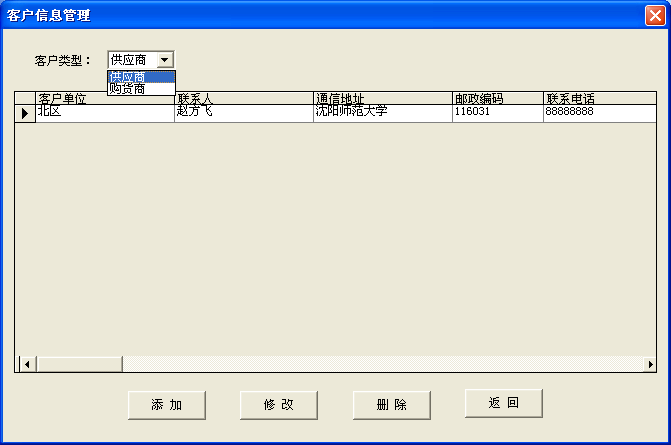 客户信息管理
客户类型： 供应商
供应商
购货商
客户单位 联系人 通信地址 邮政编码 联系电话
北区 赵方飞 沈阳师范大学 116031 88888888
添 加 修 改 删 除 返 回